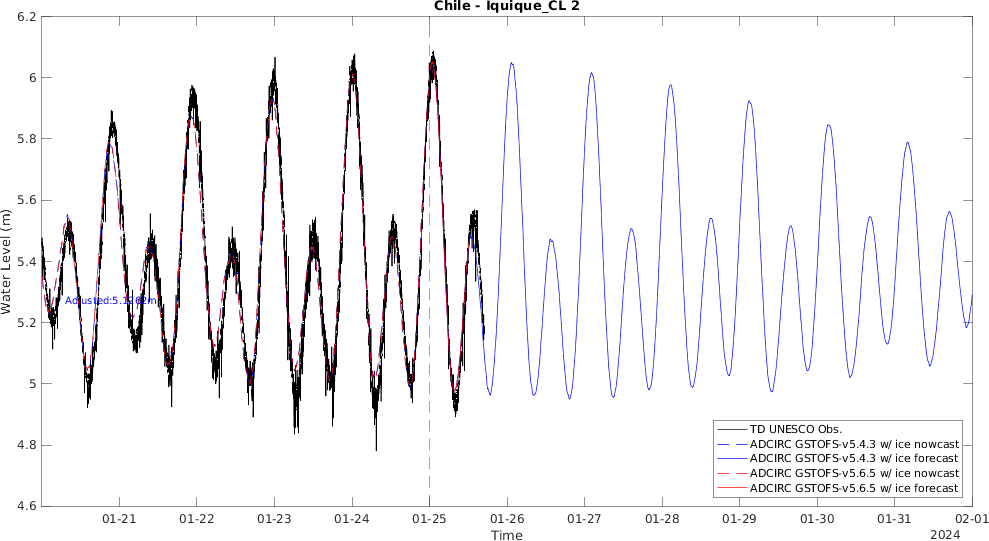 Chile - Iquique_CL 2
6.2
6
5.8
5.6
5.4
5.2
5
4.8
4.6
Water Level (m)
Adjusted:5.1262m
TD UNESCO Obs.
ADCIRC GSTOFS-v5.4.3 w/ ice nowcast
ADCIRC GSTOFS-v5.4.3 w/ ice forecast
ADCIRC GSTOFS-v5.6.5 w/ ice nowcast
ADCIRC GSTOFS-v5.6.5 w/ ice forecast
01-21 01-22 01-23 01-24 01-25 01-26 01-27 01-28 01-29 01-30 01-31 02-01
Time
2024